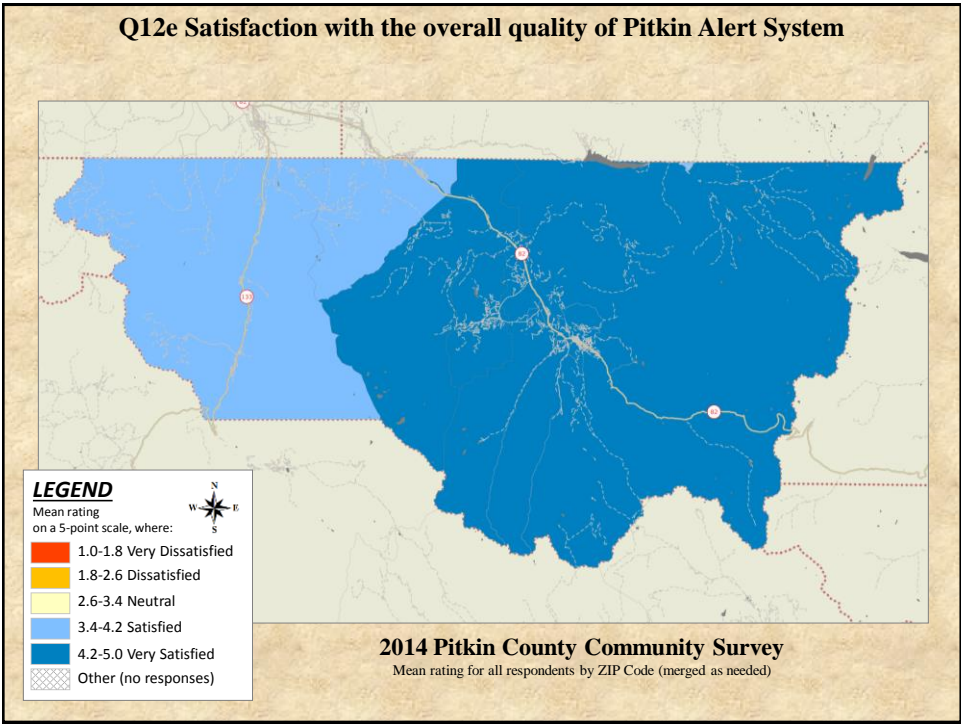 Q12e Satisfaction with the overall quality of Pitkin Alert System
82
82
133
82
LEGEND
Mean rating
on a 5-point scale, where:
N
W E
S
1.0-1.8 Very Dissatisfied
1.8-2.6 Dissatisfied
2.6-3.4 Neutral
3.4-4.2 Satisfied
4.2-5.0 Very Satisfied
Other (no responses)
2014 Pitkin County Community Survey
Mean rating for all respondents by ZIP Code (merged as needed)